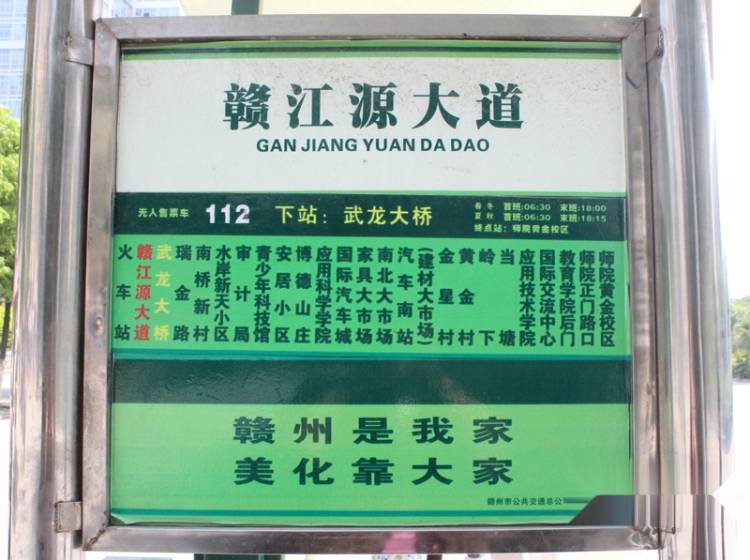 赣江源大道
GAN JIANG YUAN DA DAO
无人售票车 112 下站：武龙大桥
春冬 首班:06:30 末班:18:00
夏秋 首班:06:30 末班:18:15
终点站：师院黄金校区
火车站
赣江源大道
武龙大桥
瑞金路
南桥新村
水岸新天小区
审计局
青少年科技馆
安居小区
博德山庄
应用科学学院
国际汽车城
家具大市场
南北大市场
汽车南站
(建材大市场)
金星村
黄金村
岭下
当塘
应用技术学院
国际交流中心
教育学院后门
师院正门路口
师院黄金校区
赣州是我家
美化靠大家
赣州市公共交通总公